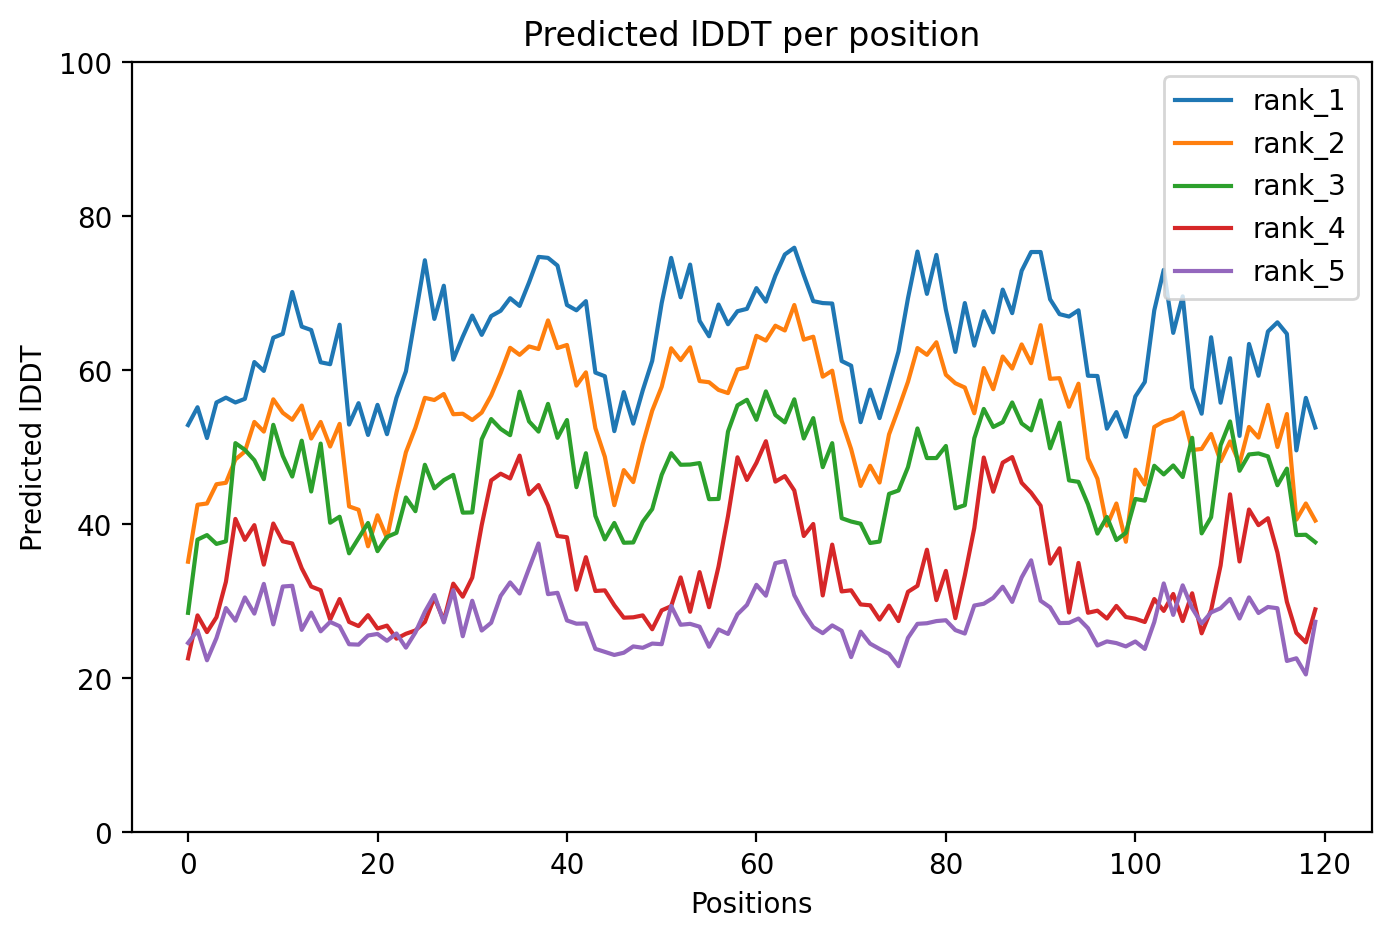 Predicted lDDT per position
100
80
60
40
20
0
Predicted lDDT
0 20 40 60 80 100 120
Positions
rank_1
rank_2
rank_3
rank_4
rank_5